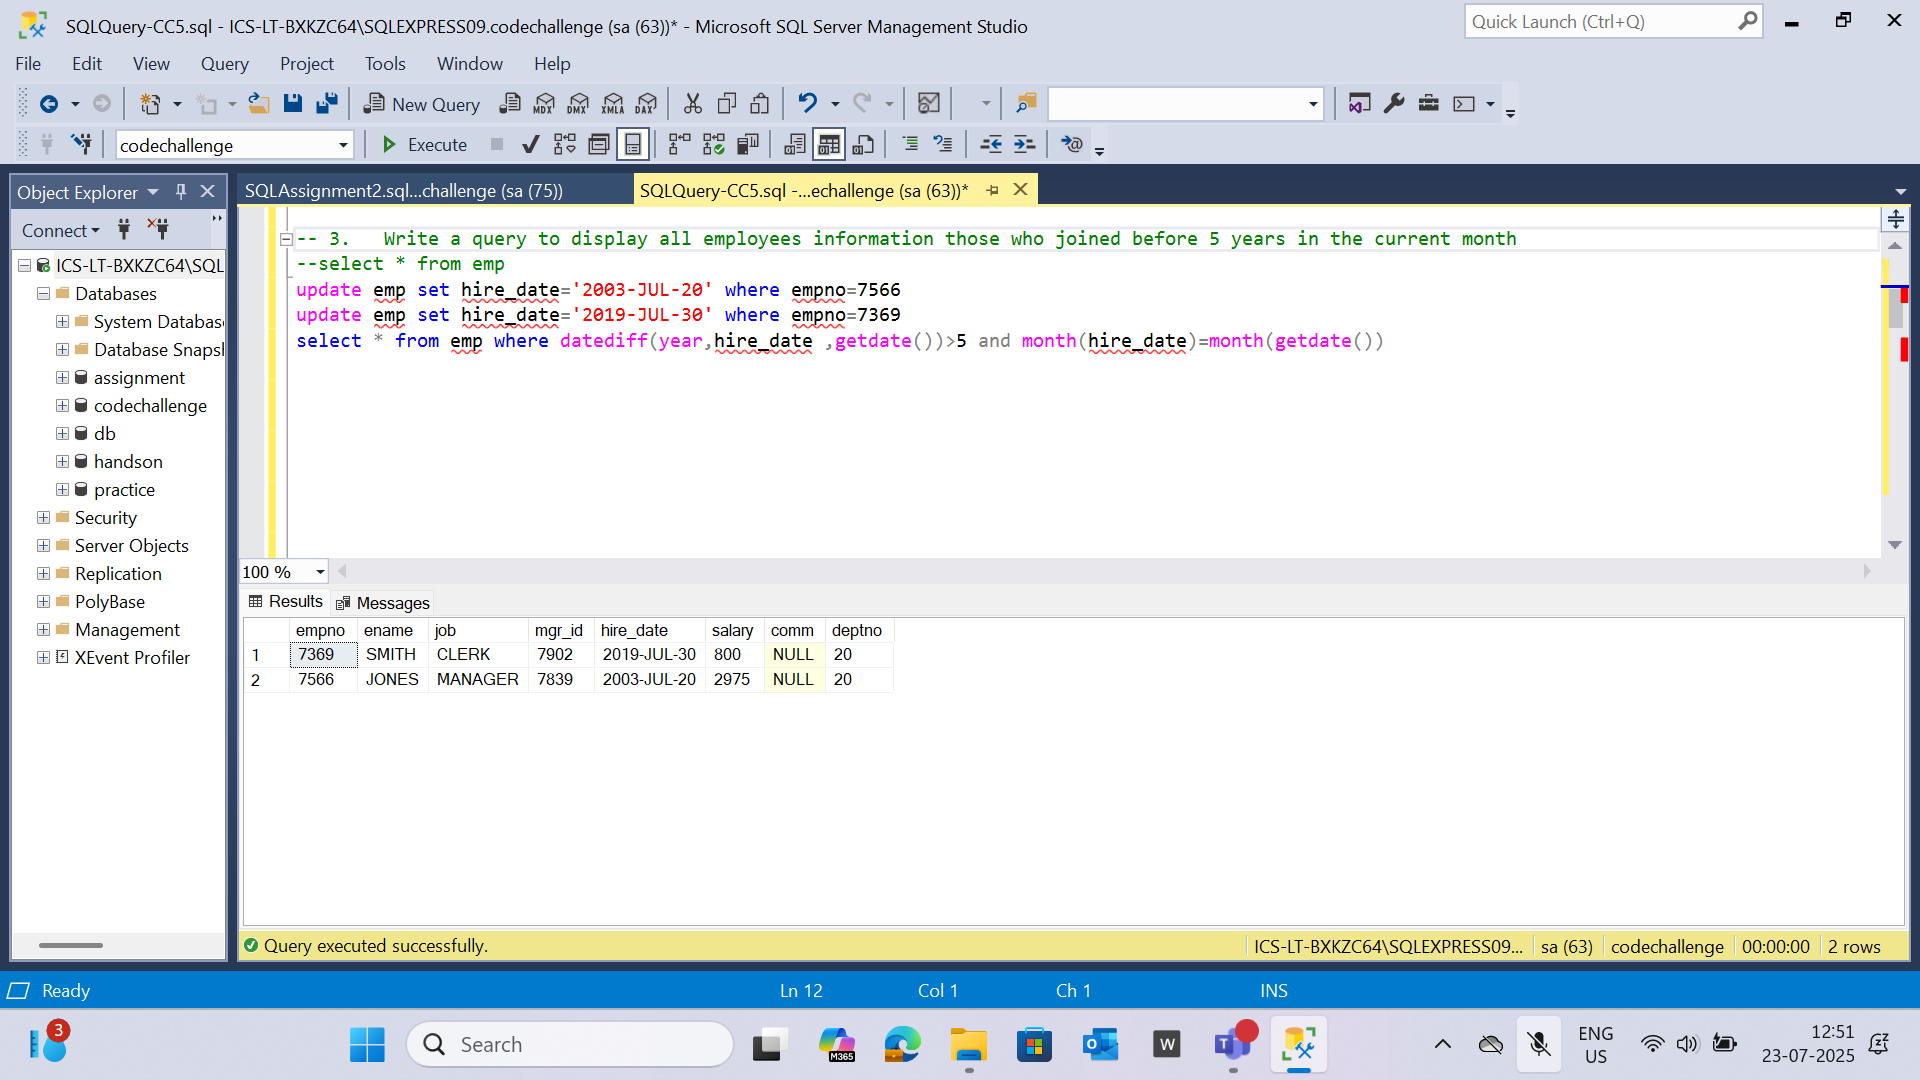 SQLQuery-CC5.sql - ICS-LT-BXKZC64\SQLEXPRESS09.codechallenge (sa (63))* - Microsoft SQL Server Management Studio
Quick Launch (Ctrl+Q)
File Edit View Query Project Tools Window Help
New Query MDX DMX XMLA DAX
codechallenge Execute
Object Explorer
SQLAssignment2.sql...challenge (sa (75))
SQLQuery-CC5.sql -...echallenge (sa (63))*
Connect
ICS-LT-BXKZC64\SQL
Databases
System Databas
Database Snapsl
assignment
codechallenge
db
handson
practice
Security
Server Objects
Replication
PolyBase
Management
XEvent Profiler
-- 3. Write a query to display all employees information those who joined before 5 years in the current month
--select * from emp
update emp set hire_date='2003-JUL-20' where empno=7566
update emp set hire_date='2019-JUL-30' where empno=7369
select * from emp where datediff(year,hire_date ,getdate())>5 and month(hire_date)=month(getdate())
100 %
Results Messages
empno ename job mgr_id hire_date salary comm deptno
1 7369 SMITH CLERK 7902 2019-JUL-30 800 NULL 20
2 7566 JONES MANAGER 7839 2003-JUL-20 2975 NULL 20
Query executed successfully.
ICS-LT-BXKZC64\SQLEXPRESS09... sa (63) codechallenge 00:00:00 2 rows
Ready Ln 12 Col 1 Ch 1 INS
3
Search
M365
W
ENG
US
12:51
23-07-2025